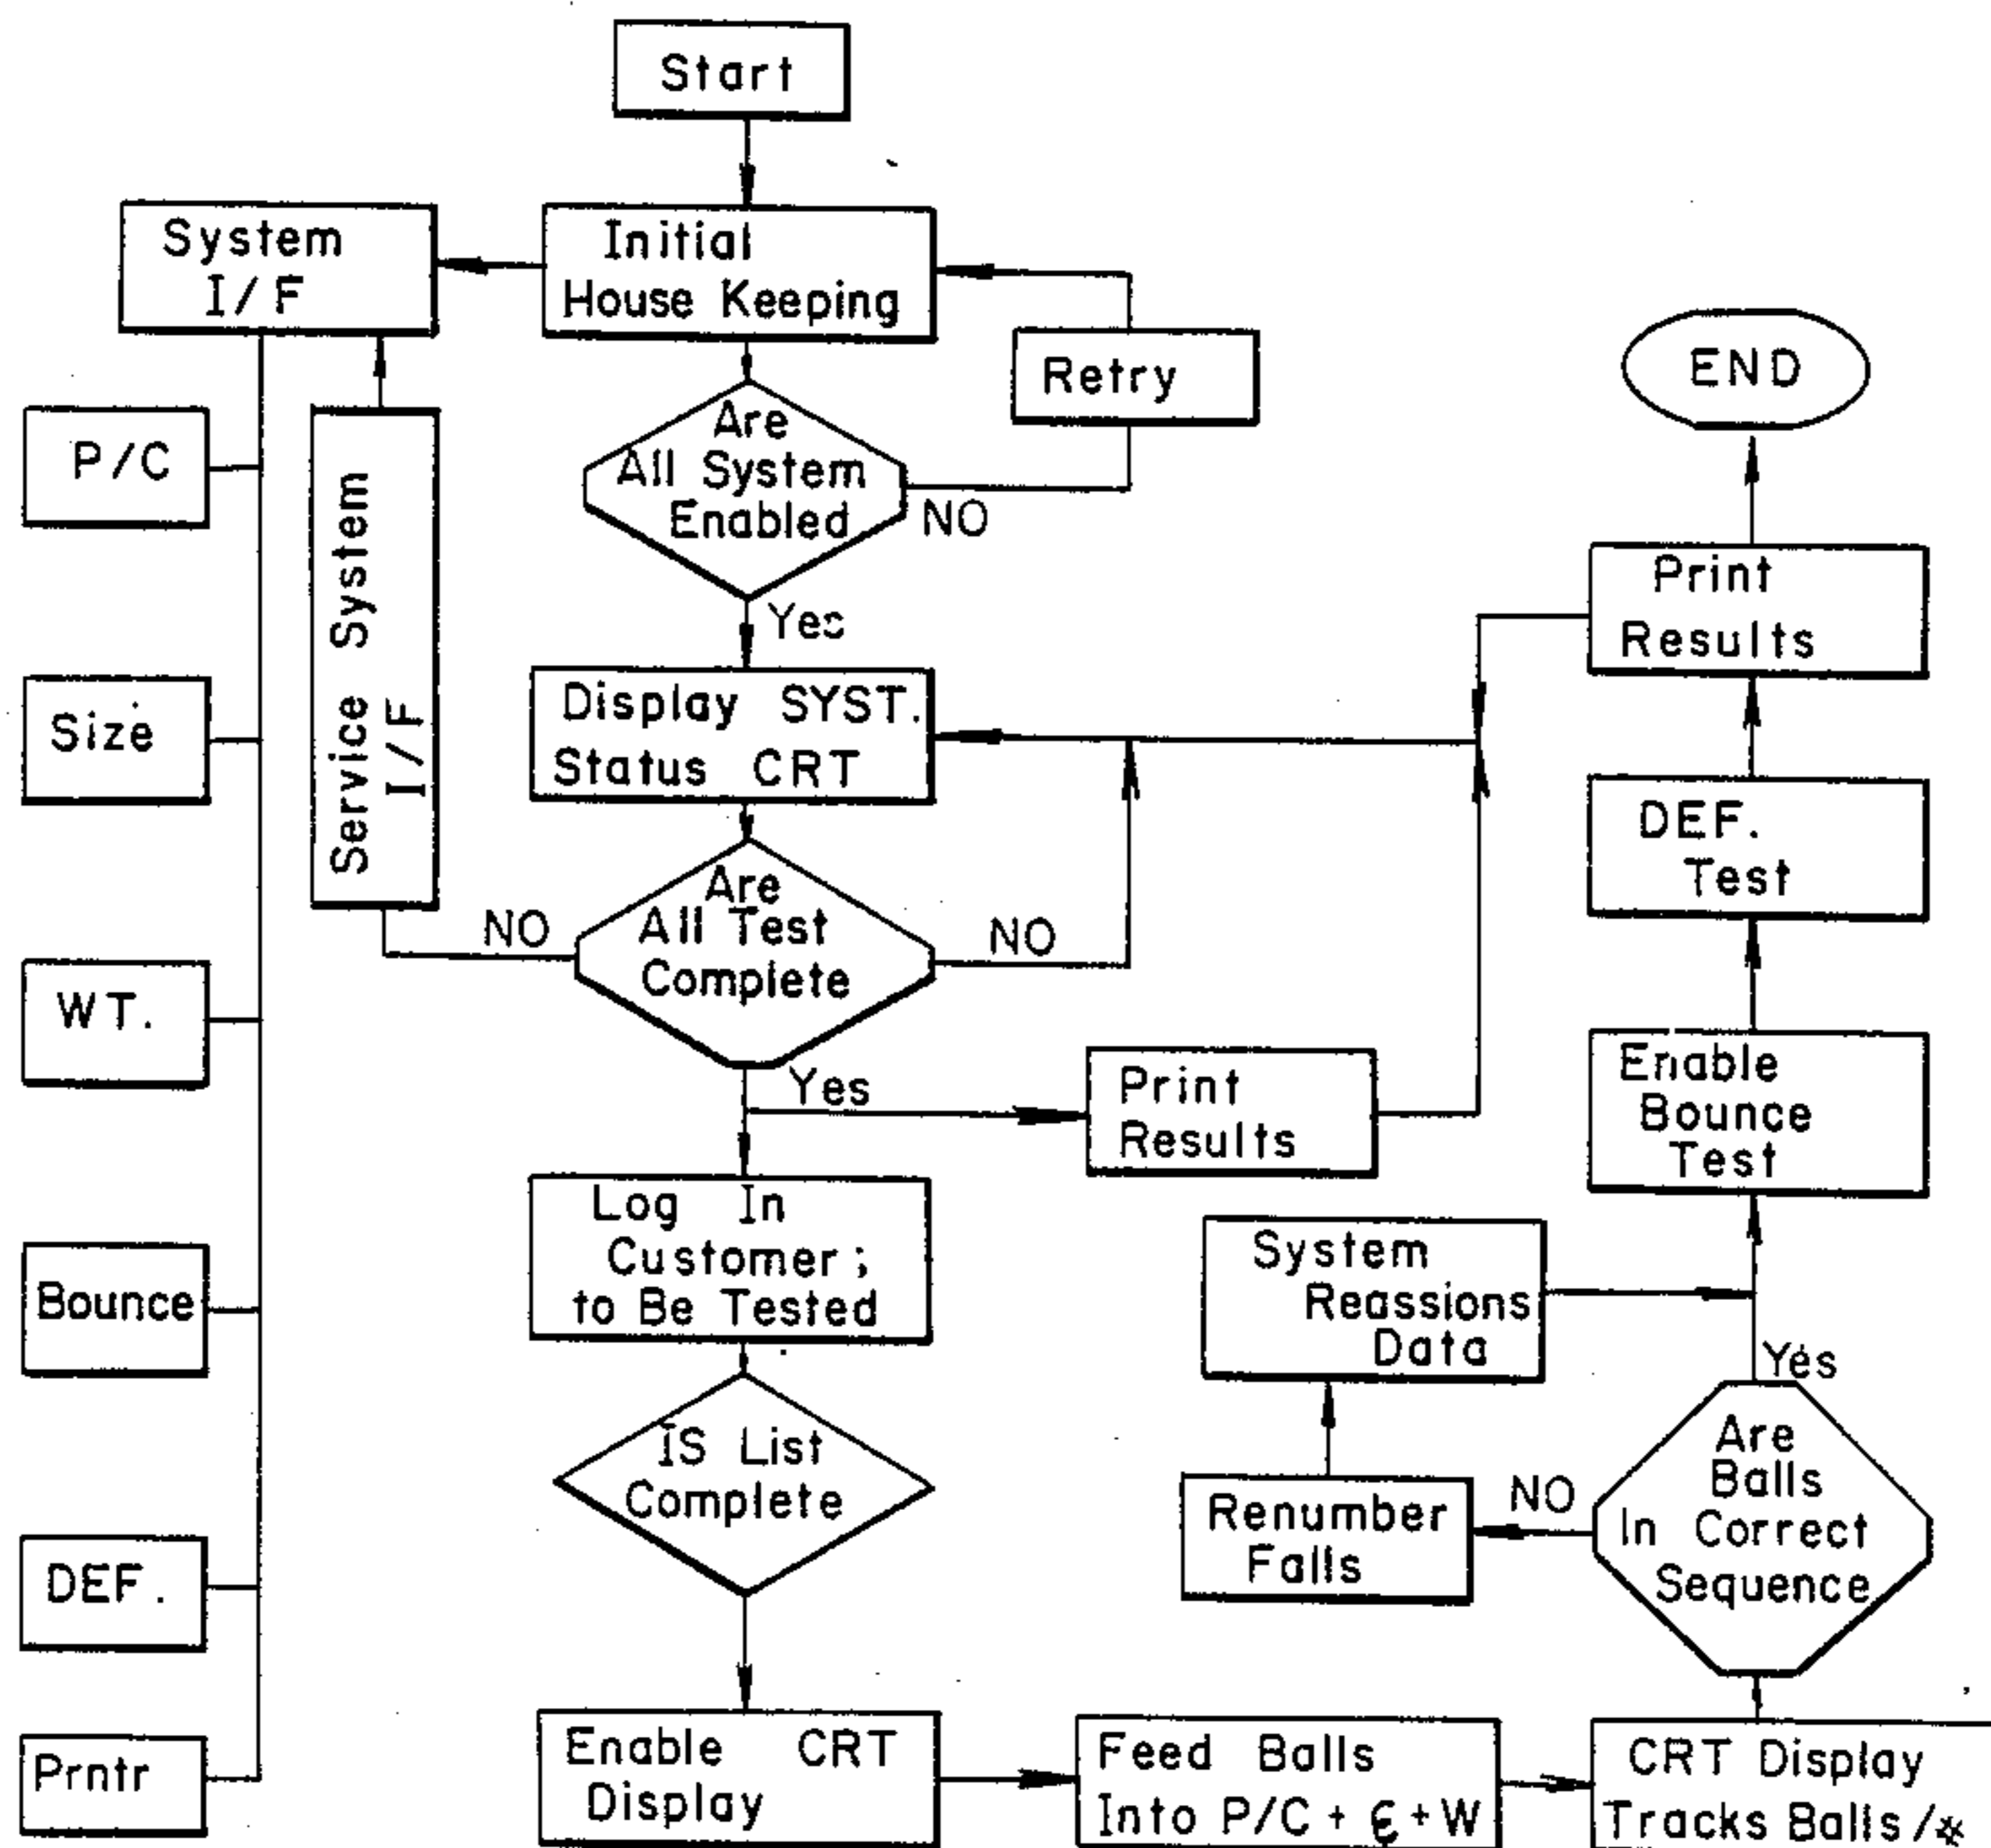 Start
System
I/F
Initial
House Keeping
Retry
END
P/C
Are
All System
Enabled
NO
Yes
Service System
I/F
Print
Results
Size
Display SYST.
Status CRT
DEF.
Test
NO
Are
All Test
Complete
NO
WT.
Yes
Print
Results
Enable
Bounce
Test
Log In
Customer;
to Be Tested
System
Reassions
Data
Bounce
Yes
IS List
Complete
Renumber
Falls
NO
Are
Balls
In Correct
Sequence
DEF.
Prntr
Enable CRT
Display
Feed Balls
Into P/C + + W
CRT Display
Tracks Balls /*